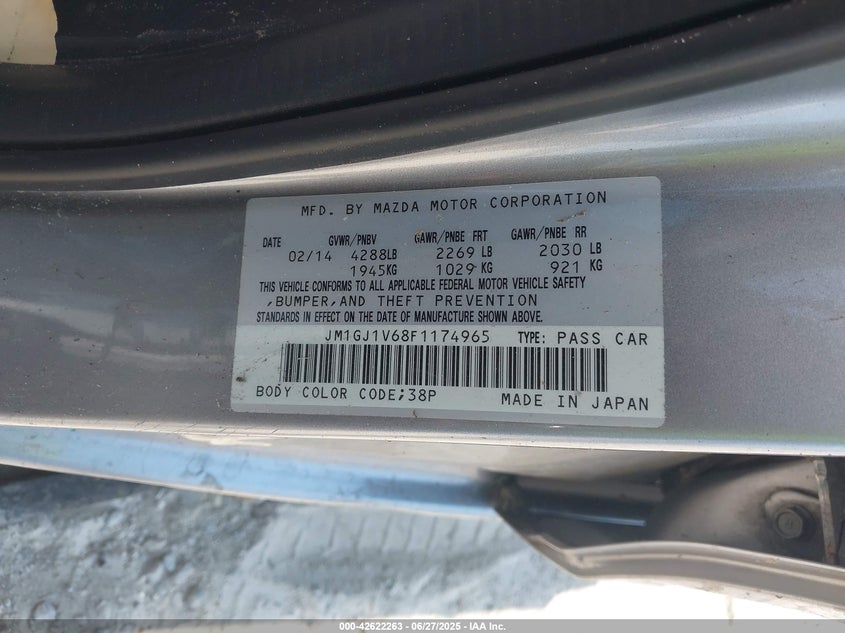 MFD. BY MAZDA MOTOR CORPORATION
DATE GVWR/PNBV GAWR/PNBE FRT GAWR/PNBE RR
02/14 4288LB 2269 LB 2030 LB
1945KG 1029 KG 921 KG
THIS VEHICLE CONFORMS TO ALL APPLICABLE FEDERAL MOTOR VEHICLE SAFETY
,BUMPER,AND THEFT PREVENTION
STANDARDS IN EFFECT ON THE DATE OF MANUFACTURE SHOWN ABOVE.
JM1GJ1V68F1174965 TYPE: PASS CAR
BODY COLOR CODE;38P MADE IN JAPAN
000-42622263 - 06/27/2025 - IAA Inc.